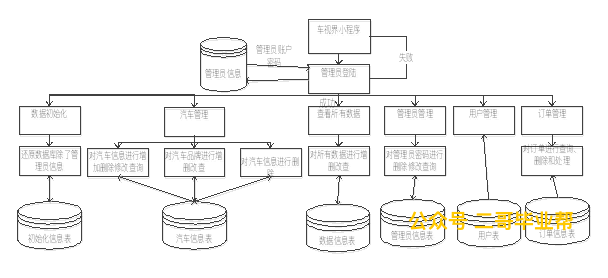 车视界小程序
管理员账户
密码
失败
管理员信息
管理员登陆
成功
数据初始化
汽车管理
查看所有数据
管理员管理
用户管理
订单管理
还原数据库除了管
理员信息
对汽车信息进行增
加删除修改查询
对汽车品牌进行增
删改查
对汽车信息进行删
除
对所有数据进行增
删改查
对管理员密码进行
删除修改查询
对订单进行查询、
删除和处理
公众号 二哥毕业帮
初始化信息表
汽车信息表
数据信息表
管理员信息表
用户表
订单信息表